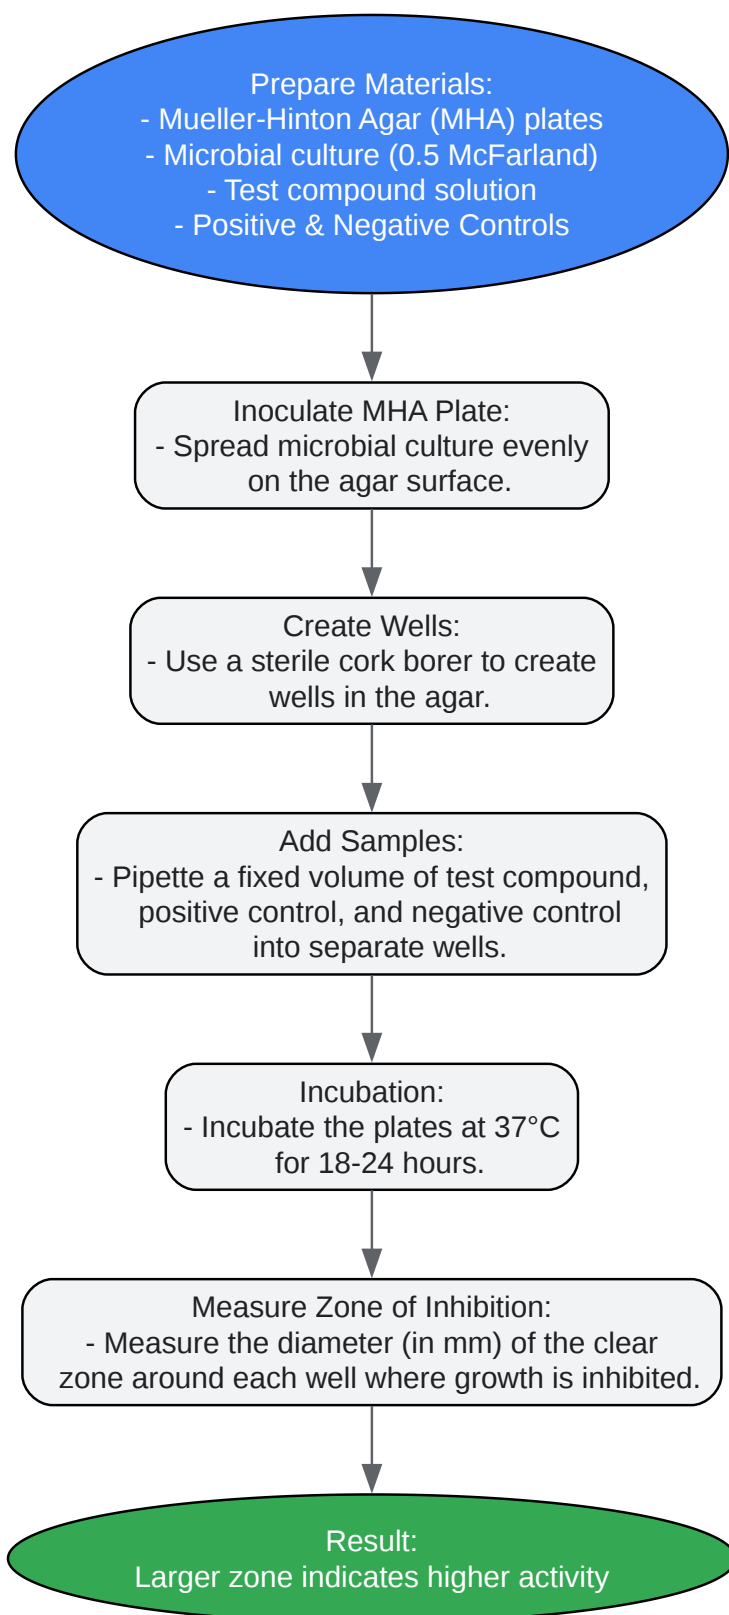 Prepare Materials:
- Mueller-Hinton Agar (MHA) plates
- Microbial culture (0.5 McFarland)
- Test compound solution
- Positive & Negative Controls
Inoculate MHA Plate:
- Spread microbial culture evenly
on the agar surface.
Create Wells:
- Use a sterile cork borer to create
wells in the agar.
Add Samples:
- Pipette a fixed volume of test compound,
positive control, and negative control
into separate wells.
Incubation:
- Incubate the plates at 37°C
for 18-24 hours.
Measure Zone of Inhibition:
- Measure the diameter (in mm) of the clear
zone around each well where growth is inhibited.
Result:
Larger zone indicates higher activity